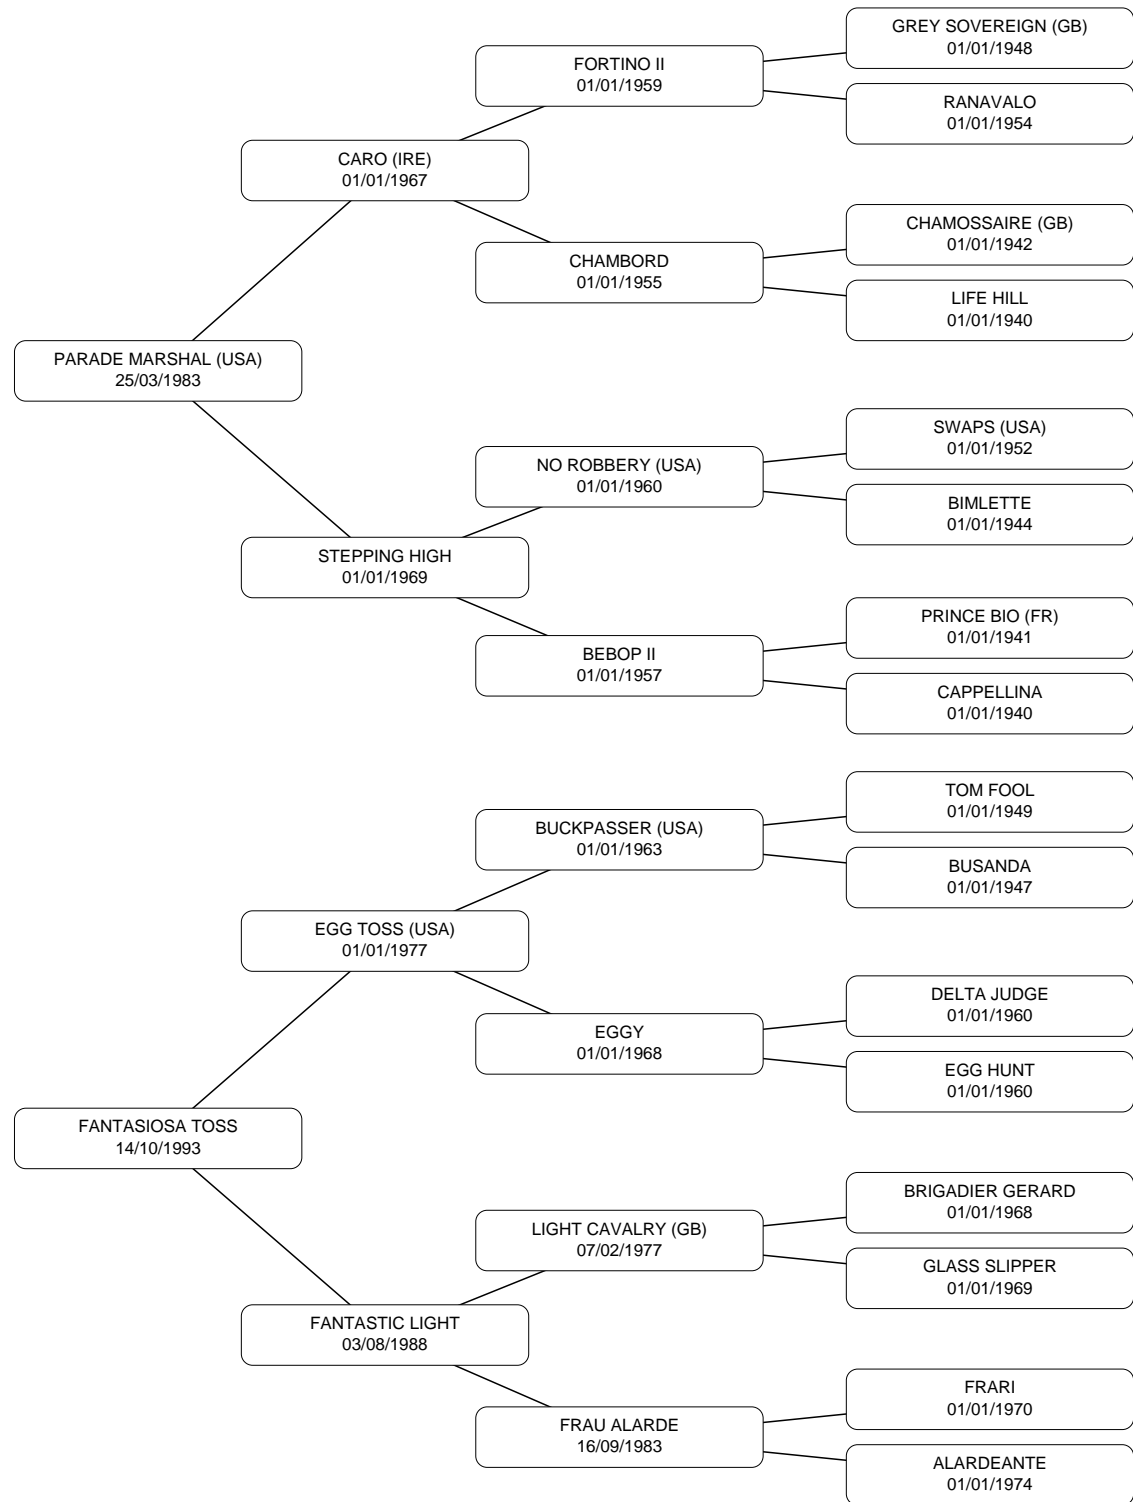 GREY SOVEREIGN (GB)
01/01/1948
FORTINO II
01/01/1959
RANAVALO
01/01/1954
CARO (IRE)
01/01/1967
CHAMOSSAIRE (GB)
01/01/1942
CHAMBORD
01/01/1955
LIFE HILL
01/01/1940
PARADE MARSHAL (USA)
25/03/1983
SWAPS (USA)
01/01/1952
NO ROBBERY (USA)
01/01/1960
BIMLETTE
01/01/1944
STEPPING HIGH
01/01/1969
PRINCE BIO (FR)
01/01/1941
BEBOP II
01/01/1957
CAPPELLINA
01/01/1940
TOM FOOL
01/01/1949
BUCKPASSER (USA)
01/01/1963
BUSANDA
01/01/1947
EGG TOSS (USA)
01/01/1977
DELTA JUDGE
01/01/1960
EGGY
01/01/1968
EGG HUNT
01/01/1960
FANTASIOSA TOSS
14/10/1993
BRIGADIER GERARD
01/01/1968
LIGHT CAVALRY (GB)
07/02/1977
GLASS SLIPPER
01/01/1969
FANTASTIC LIGHT
03/08/1988
FRARI
01/01/1970
FRAU ALARDE
16/09/1983
ALARDEANTE
01/01/1974